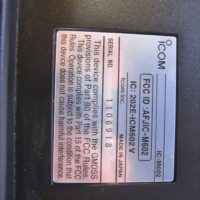 ICOM
IC-M602
FCC ID : AFJIC-M602
IC: 202E-ICM602 V
Icom Inc.
MADE IN JAPAN
SERIAL NO.
1106918
This device complies with the GMDSS
provisions of Part 80 of the FCC Rules.
This device complies with Part 15 of the FCC
Rules Operation is subject to the condition that
this device does not cause harmful interference.